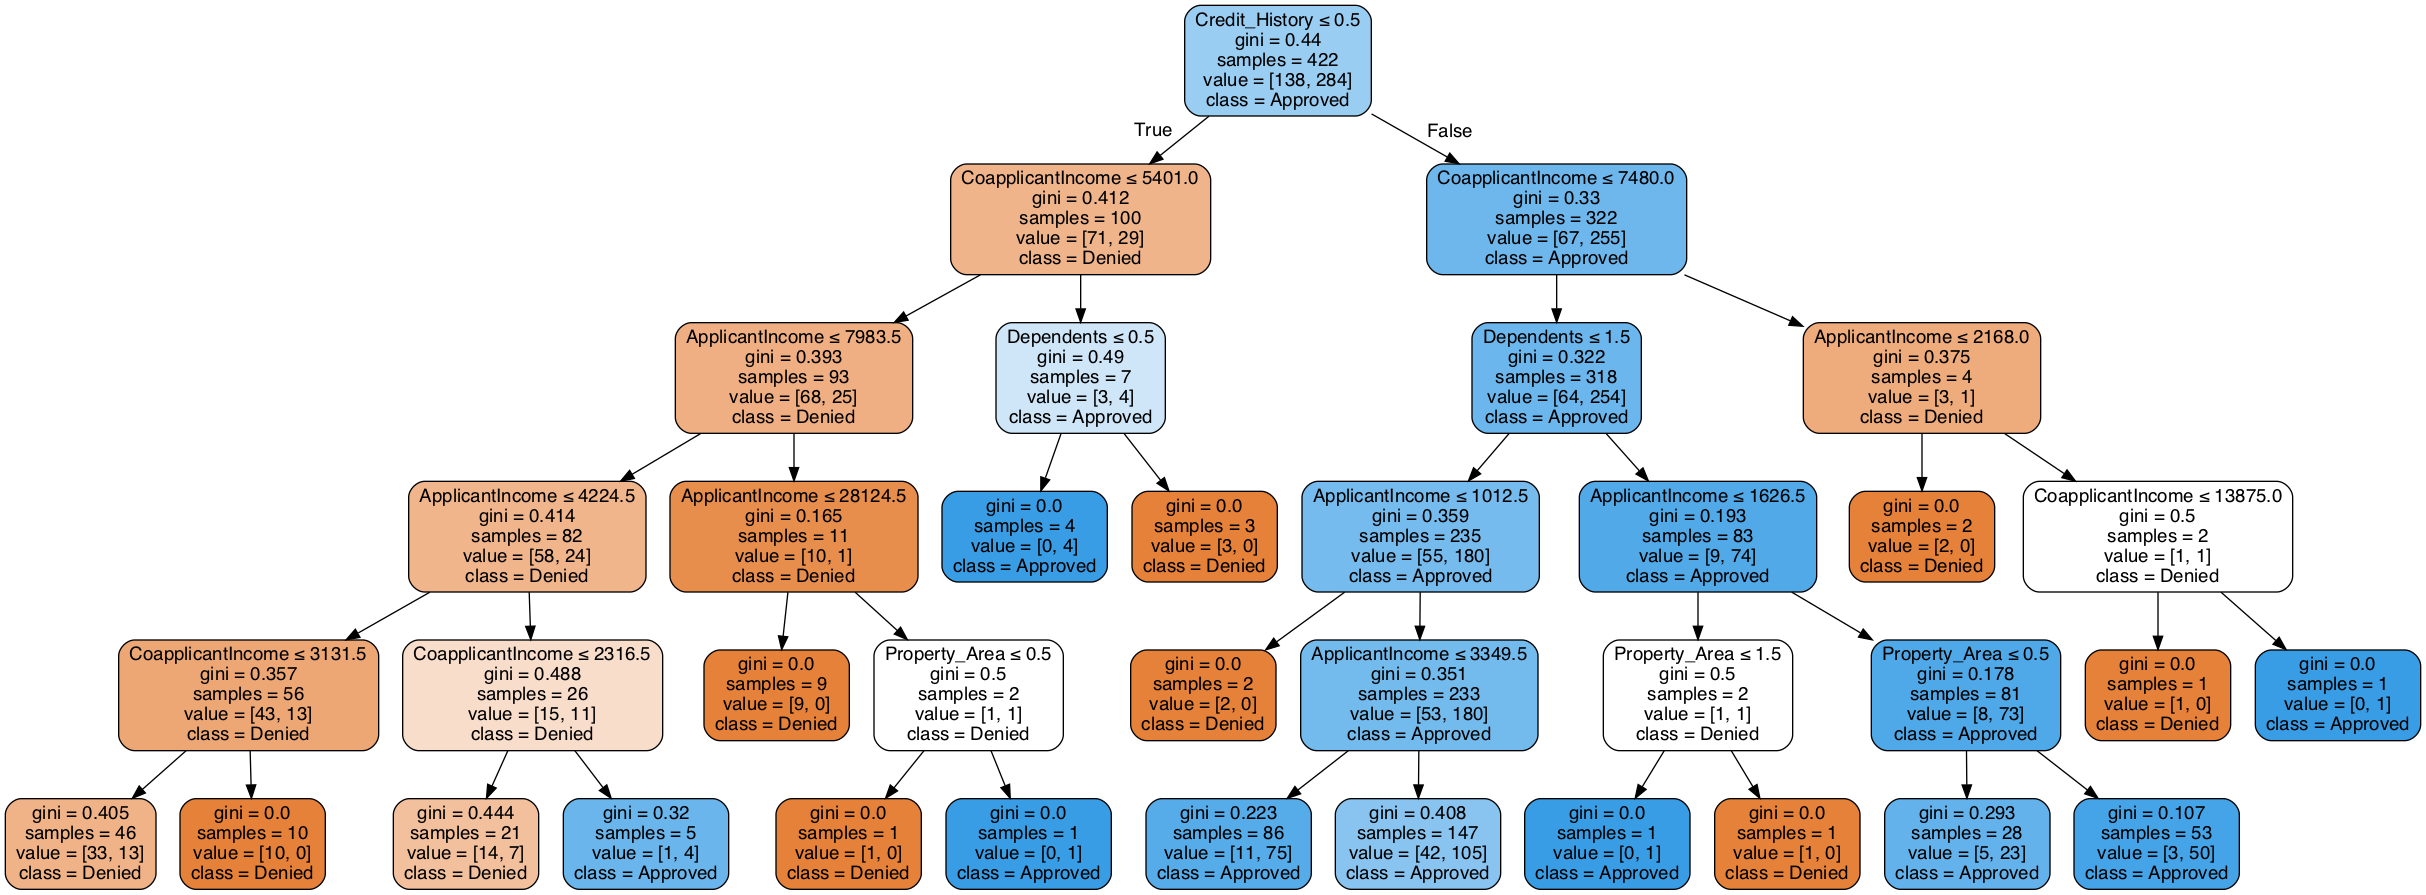 Credit_History ≤ 0.5
gini = 0.44
samples = 422
value = [138, 284]
class = Approved
True
False
CoapplicantIncome ≤ 5401.0
gini = 0.412
samples = 100
value = [71, 29]
class = Denied
CoapplicantIncome ≤ 7480.0
gini = 0.33
samples = 322
value = [67, 255]
class = Approved
ApplicantIncome ≤ 7983.5
gini = 0.393
samples = 93
value = [68, 25]
class = Denied
Dependents ≤ 0.5
gini = 0.49
samples = 7
value = [3, 4]
class = Approved
Dependents ≤ 1.5
gini = 0.322
samples = 318
value = [64, 254]
class = Approved
ApplicantIncome ≤ 2168.0
gini = 0.375
samples = 4
value = [3, 1]
class = Denied
ApplicantIncome ≤ 4224.5
gini = 0.414
samples = 82
value = [58, 24]
class = Denied
ApplicantIncome ≤ 28124.5
gini = 0.165
samples = 11
value = [10, 1]
class = Denied
gini = 0.0
samples = 4
value = [0, 4]
class = Approved
gini = 0.0
samples = 3
value = [3, 0]
class = Denied
ApplicantIncome ≤ 1012.5
gini = 0.359
samples = 235
value = [55, 180]
class = Approved
ApplicantIncome ≤ 1626.5
gini = 0.193
samples = 83
value = [9, 74]
class = Approved
gini = 0.0
samples = 2
value = [2, 0]
class = Denied
CoapplicantIncome ≤ 13875.0
gini = 0.5
samples = 2
value = [1, 1]
class = Denied
CoapplicantIncome ≤ 3131.5
gini = 0.357
samples = 56
value = [43, 13]
class = Denied
CoapplicantIncome ≤ 2316.5
gini = 0.488
samples = 26
value = [15, 11]
class = Denied
gini = 0.0
samples = 9
value = [9, 0]
class = Denied
Property_Area ≤ 0.5
gini = 0.5
samples = 2
value = [1, 1]
class = Denied
gini = 0.0
samples = 2
value = [2, 0]
class = Denied
ApplicantIncome ≤ 3349.5
gini = 0.351
samples = 233
value = [53, 180]
class = Approved
Property_Area ≤ 1.5
gini = 0.5
samples = 2
value = [1, 1]
class = Denied
Property_Area ≤ 0.5
gini = 0.178
samples = 81
value = [8, 73]
class = Approved
gini = 0.0
samples = 1
value = [1, 0]
class = Denied
gini = 0.0
samples = 1
value = [0, 1]
class = Approved
gini = 0.405
samples = 46
value = [33, 13]
class = Denied
gini = 0.0
samples = 10
value = [10, 0]
class = Denied
gini = 0.444
samples = 21
value = [14, 7]
class = Denied
gini = 0.32
samples = 5
value = [1, 4]
class = Approved
gini = 0.0
samples = 1
value = [1, 0]
class = Denied
gini = 0.0
samples = 1
value = [0, 1]
class = Approved
gini = 0.223
samples = 86
value = [11, 75]
class = Approved
gini = 0.408
samples = 147
value = [42, 105]
class = Approved
gini = 0.0
samples = 1
value = [0, 1]
class = Approved
gini = 0.0
samples = 1
value = [1, 0]
class = Denied
gini = 0.293
samples = 28
value = [5, 23]
class = Approved
gini = 0.107
samples = 53
value = [3, 50]
class = Approved